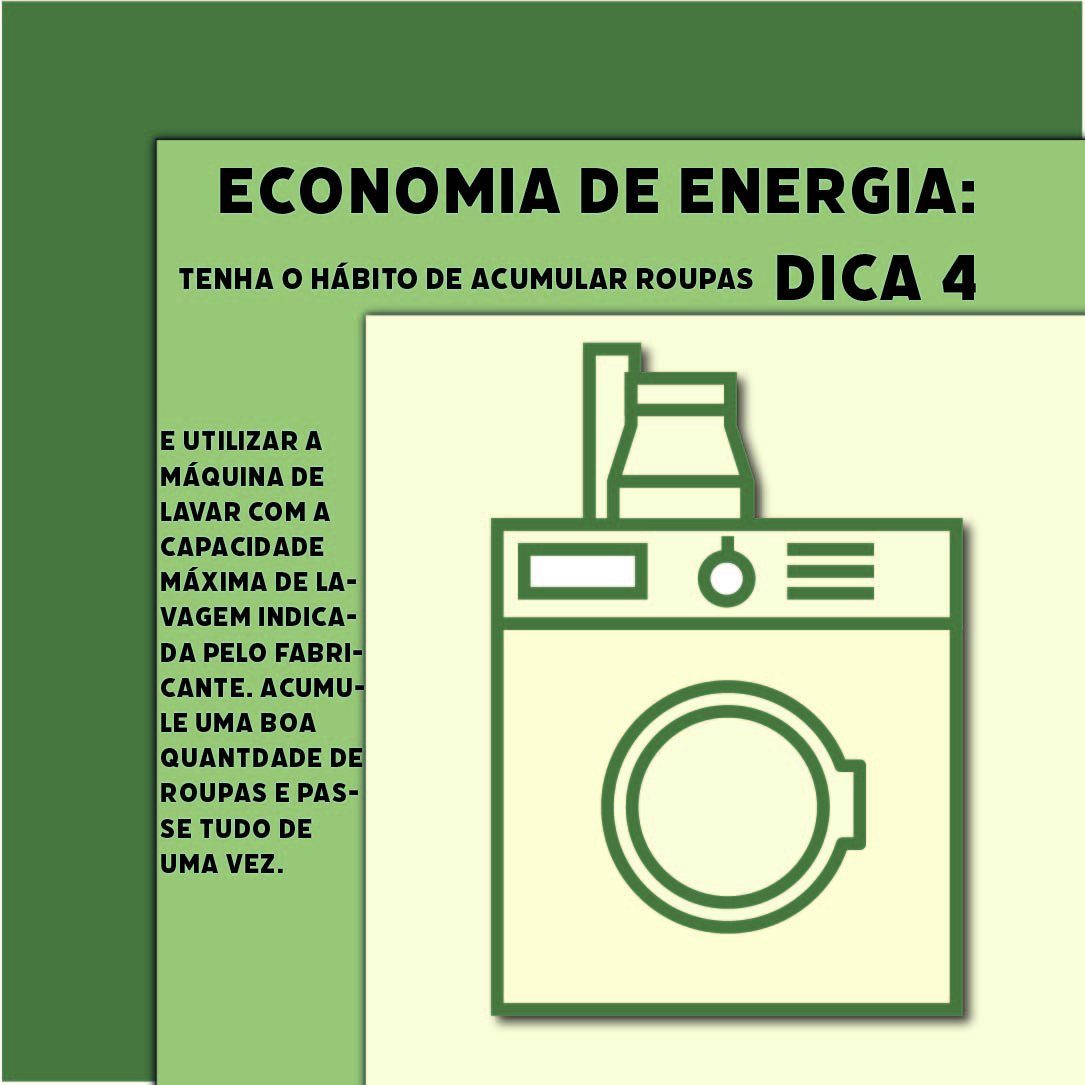 ECONOMIA DE ENERGIA:
DICA 4
TENHA O HÁBITO DE ACUMULAR ROUPAS
E UTILIZAR A
MÁQUINA DE
LAVAR COM A
CAPACIDADE
MÁXIMA DE LA-
VAGEM INDICA-
DA PELO FABRI-
CANTE. ACUMU-
LE UMA BOA
QUANTDADE DE
ROUPAS E PAS-
SE TUDO DE
UMA VEZ.